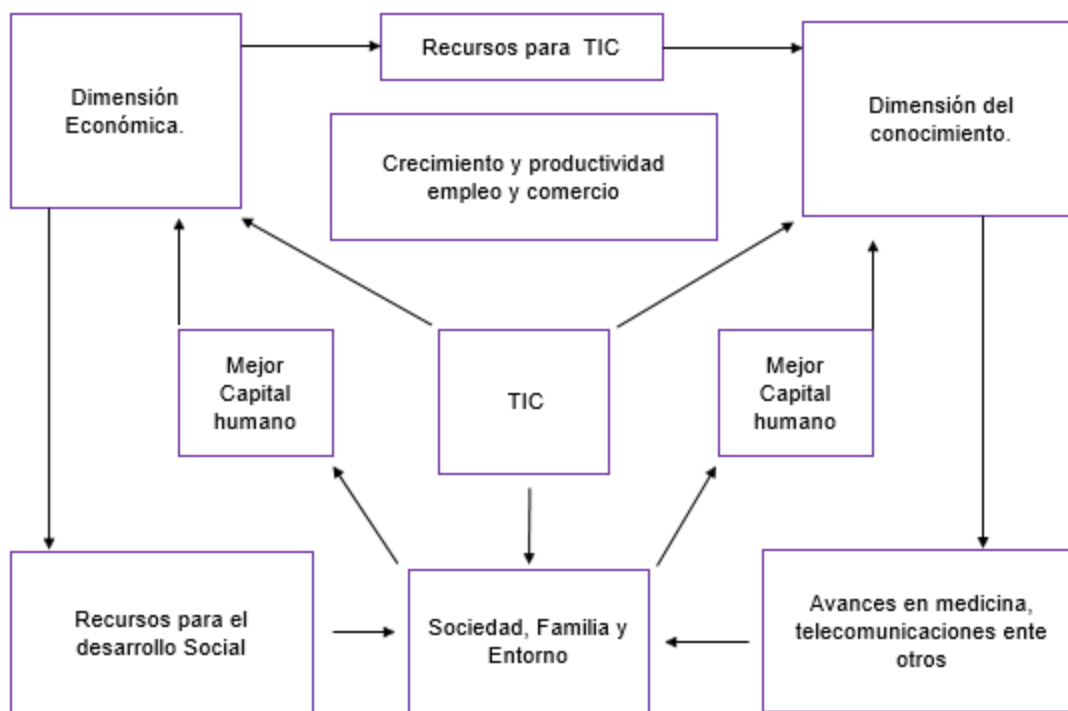 Recursos para TIC
Dimensión
Económica.
Dimensión del
conocimiento.
Crecimiento y productividad
empleo y comercio
Mejor
Capital
humano
TIC
Mejor
Capital
humano
Recursos para el
desarrollo Social
Sociedad, Familia y
Entorno
Avances en medicina,
telecomunicaciones ente
otros